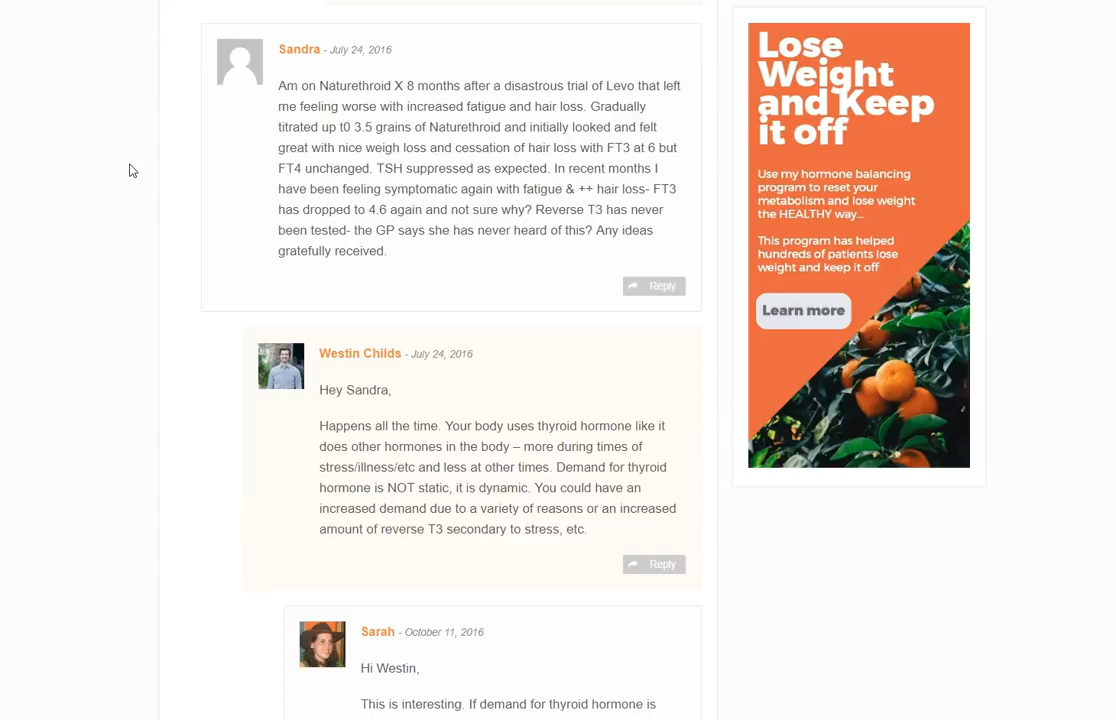 Sandra - July 24, 2016
Am on Naturethroid X 8 months after a disastrous trial of Levo that left
me feeling worse with increased fatigue and hair loss. Gradually
titrated up t0 3.5 grains of Naturethroid and initially looked and felt
great with nice weigh loss and cessation of hair loss with FT3 at 6 but
FT4 unchanged. TSH suppressed as expected. In recent months I
have been feeling symptomatic again with fatigue & ++ hair loss- FT3
has dropped to 4.6 again and not sure why? Reverse T3 has never
been tested- the GP says she has never heard of this? Any ideas
gratefully received.
Reply
Westin Childs - July 24, 2016
Hey Sandra,
Happens all the time. Your body uses thyroid hormone like it
does other hormones in the body – more during times of
stress/illness/etc and less at other times. Demand for thyroid
hormone is NOT static, it is dynamic. You could have an
increased demand due to a variety of reasons or an increased
amount of reverse T3 secondary to stress, etc.
Reply
Sarah - October 11, 2016
Hi Westin,
This is interesting. If demand for thyroid hormone is
Lose
Weight
and Keep
it off
Use my hormone balancing
program to reset your
metabolism and lose weight
the HEALTHY way...
This program has helped
hundreds of patients lose
weight and keep it off
Learn more